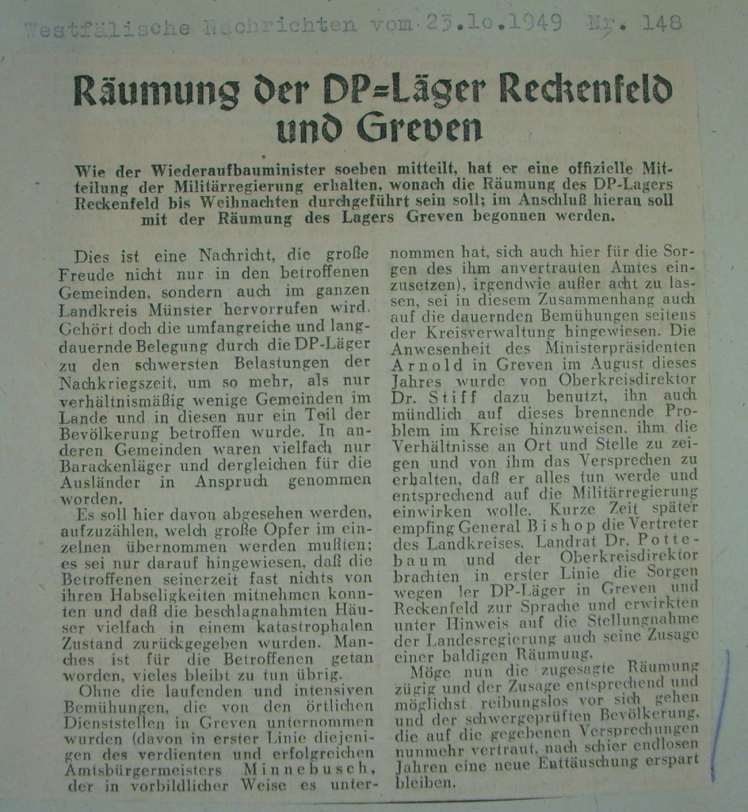 Westfälische Nachrichten vom 23.10.1949 Nr. 148
Räumung der DP=Läger Reckenfeld
und Greven
Wie der Wiederaufbauminister soeben mitteilt, hat er eine offizielle Mit-
teilung der Militärregierung erhalten, wonach die Räumung des DP-Lagers
Reckenfeld bis Weihnachten durchgeführt sein soll; im Anschluß hieran soll
mit der Räumung des Lagers Greven begonnen werden.
Dies ist eine Nachricht, die große
Freude nicht nur in den betroffenen
Gemeinden, sondern auch im ganzen
Landkreis Münster hervorrufen wird.
Gehört doch die umfangreiche und lang-
dauernde Belegung durch die DP-Läger
zu den schwersten Belastungen der
Nachkriegszeit, um so mehr, als nur
verhältnismäßig wenige Gemeinden im
Lande und in diesen nur ein Teil der
Bevölkerung betroffen wurde. In an-
deren Gemeinden waren vielfach nur
Barackenläger und dergleichen für die
Ausländer in Anspruch genommen
worden.
Es soll hier davon abgesehen werden,
aufzuzählen, welch große Opfer im ein-
zelnen übernommen werden mußten;
es sei nur darauf hingewiesen, daß die
Betroffenen seinerzeit fast nichts von
ihren Habseligkeiten mitnehmen konn-
ten und daß die beschlagnahmten Häu-
ser vielfach in einem katastrophalen
Zustand zurückgegeben wurden. Man-
ches ist für die Betroffenen getan
worden, vieles bleibt zu tun übrig.
Ohne die laufenden und intensiven
Bemühungen, die von den örtlichen
Dienststellen in Greven unternommen
wurden (davon in erster Linie diejeni-
gen des verdienten und erfolgreichen
Amtsbürgermeisters Minnebusch,
der in vorbildlicher Weise es unter-
nommen hat, sich auch hier für die Sor-
gen des ihm anvertrauten Amtes ein-
zusetzen), irgendwie außer acht zu las-
sen, sei in diesem Zusammenhang auch
auf die dauernden Bemühungen seitens
der Kreisverwaltung hingewiesen. Die
Anwesenheit des Ministerpräsidenten
Arnold in Greven im August dieses
Jahres wurde von Oberkreisdirektor
Dr. Stiff dazu benutzt, ihn auch
mündlich auf dieses brennende Pro-
blem im Kreise hinzuweisen, ihm die
Verhältnisse an Ort und Stelle zu zei-
gen und von ihm das Versprechen zu
erhalten, daß er alles tun werde und
entsprechend auf die Militärregierung
einwirken wolle. Kurze Zeit später
empfing General Bishop die Vertreter
des Landkreises. Landrat Dr. Potte-
baum und der Oberkreisdirektor
brachten in erster Linie die Sorgen
wegen ler DP-Läger in Greven und
Reckenfeld zur Sprache und erwirkten
unter Hinweis auf die Stellungnahme
der Landesregierung auch seine Zusage
einer baldigen Räumung.
Möge nun die zugesagte Räumung
zügig und der Zusage entsprechend und
möglichst reibungslos vor sich gehen
und der schwergeprüften Bevölkerung,
die auf die gegebenen Versprechungen
nunmehr vertraut, nach schier endlosen
Jahren eine neue Enttäuschung erspart
bleiben.